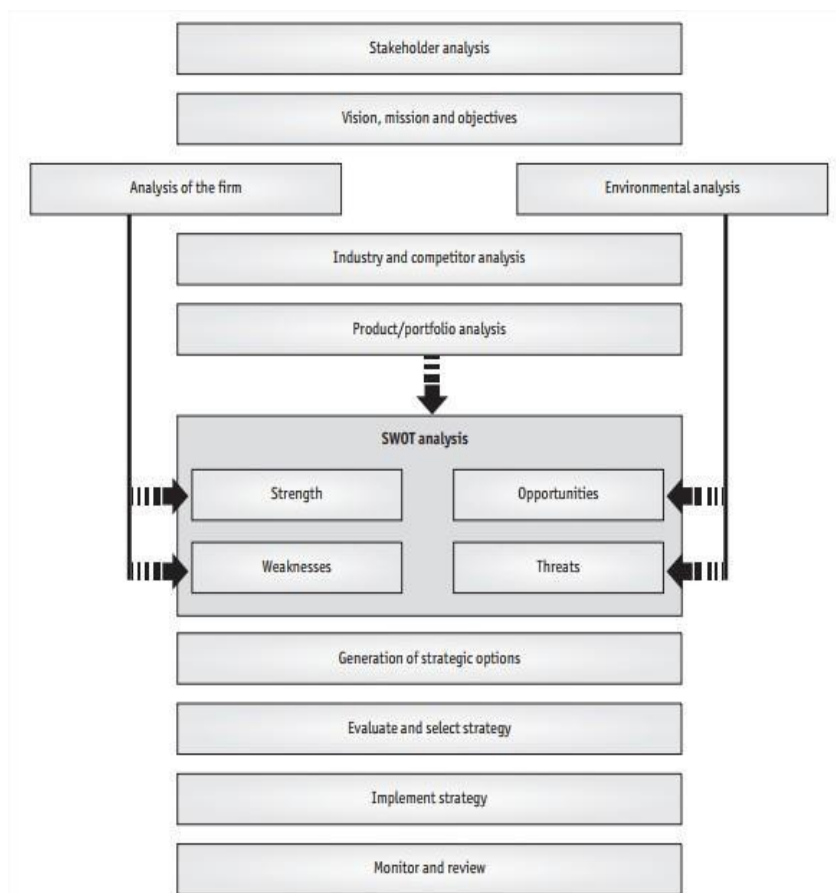 Stakeholder analysis
Vision, mission and objectives
Analysis of the firm
Environmental analysis
Industry and competitor analysis
Product/portfolio analysis
SWOT analysis
Strength
Opportunities
Weaknesses
Threats
Generation of strategic options
Evaluate and select strategy
Implement strategy
Monitor and review